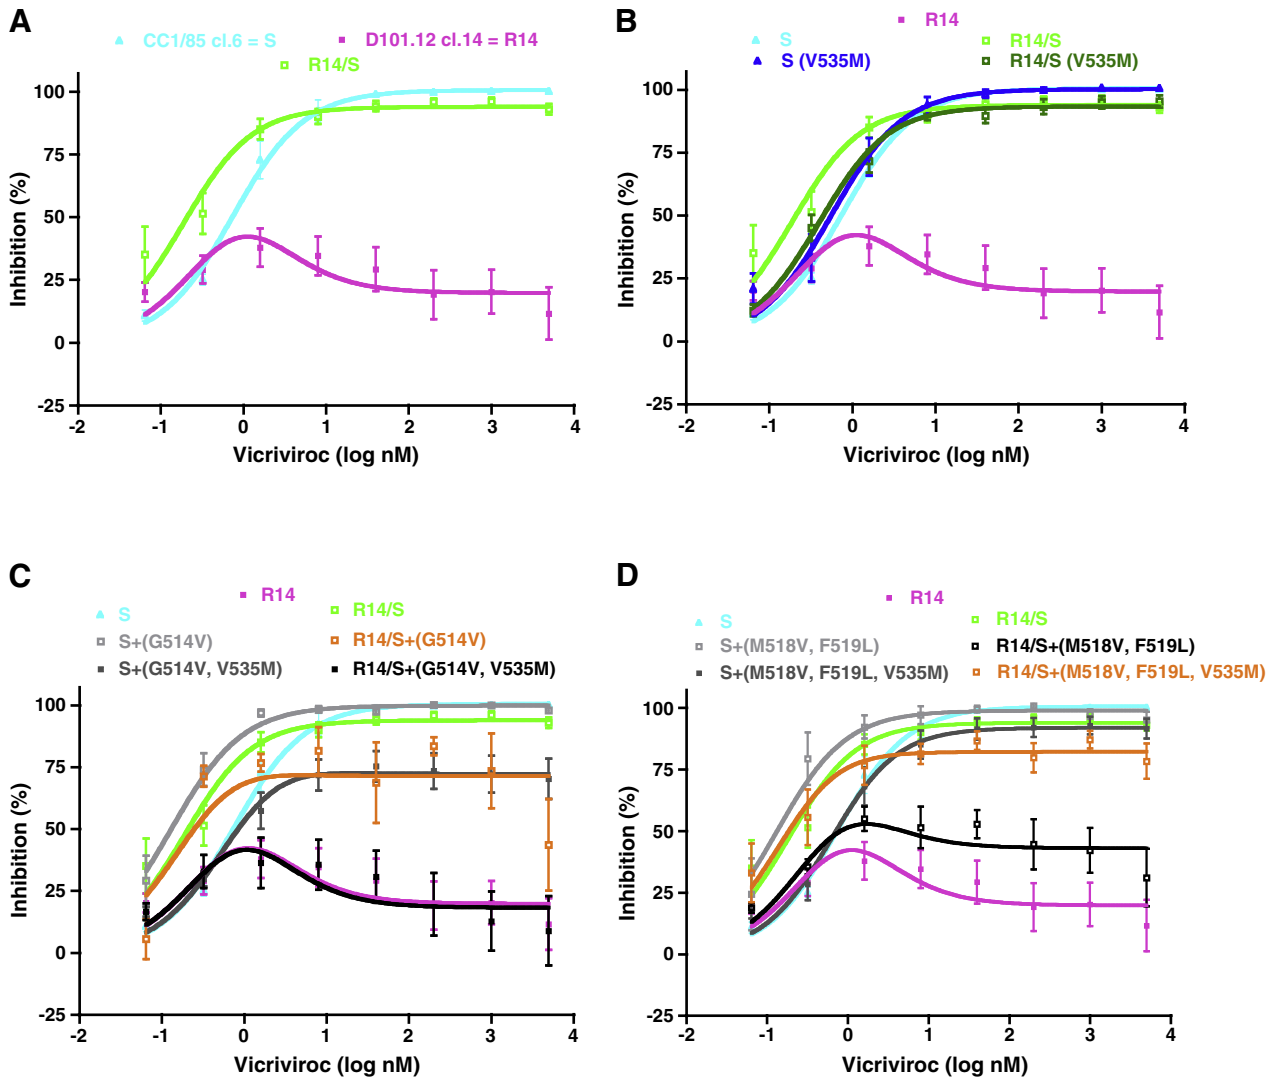 A
CC1/85 cl.6 = S
D101.12 cl.14 = R14
R14/S
100
75
50
25
0
-25
-2
-1
0
1
2
3
4
Inhibition (%)
Vicriviroc (log nM)
B
R14
S
R14/S
S (V535M)
R14/S (V535M)
100
75
50
25
0
-25
-2
-1
0
1
2
3
4
Inhibition (%)
Vicriviroc (log nM)
C
R14
S
R14/S
S+(G514V)
R14/S+(G514V)
S+(G514V, V535M)
R14/S+(G514V, V535M)
100
75
50
25
0
-25
-2
-1
0
1
2
3
4
Inhibition (%)
Vicriviroc (log nM)
D
R14
S
R14/S
S+(M518V, F519L)
R14/S+(M518V, F519L)
S+(M518V, F519L, V535M)
R14/S+(M518V, F519L, V535M)
100
75
50
25
0
-25
-2
-1
0
1
2
3
4
Inhibition (%)
Vicriviroc (log nM)